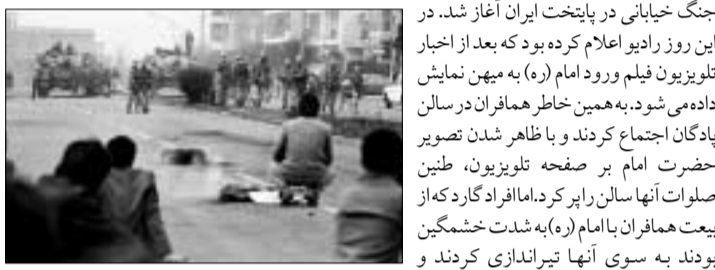 جنگ خیابانی در پایتخت ایران آغاز شد. در
این روز رادیو اعلام کرده بود که بعد از اخبار
تلویزیون فیلم ورود امام (ره) به میهن نمایش
داده می شود. به همین خاطر همافران در سالن
پادگان اجتماع کردند و با ظاهر شدن تصویر
حضرت امام بر صفحه تلویزیون، طنین
صلوات آنها سالن را پر کرد. اما افراد گارد که از
بیعت همافران با امام (ره) به شدت خشمگین
بودند به سوی آنها تیراندازی کردند و